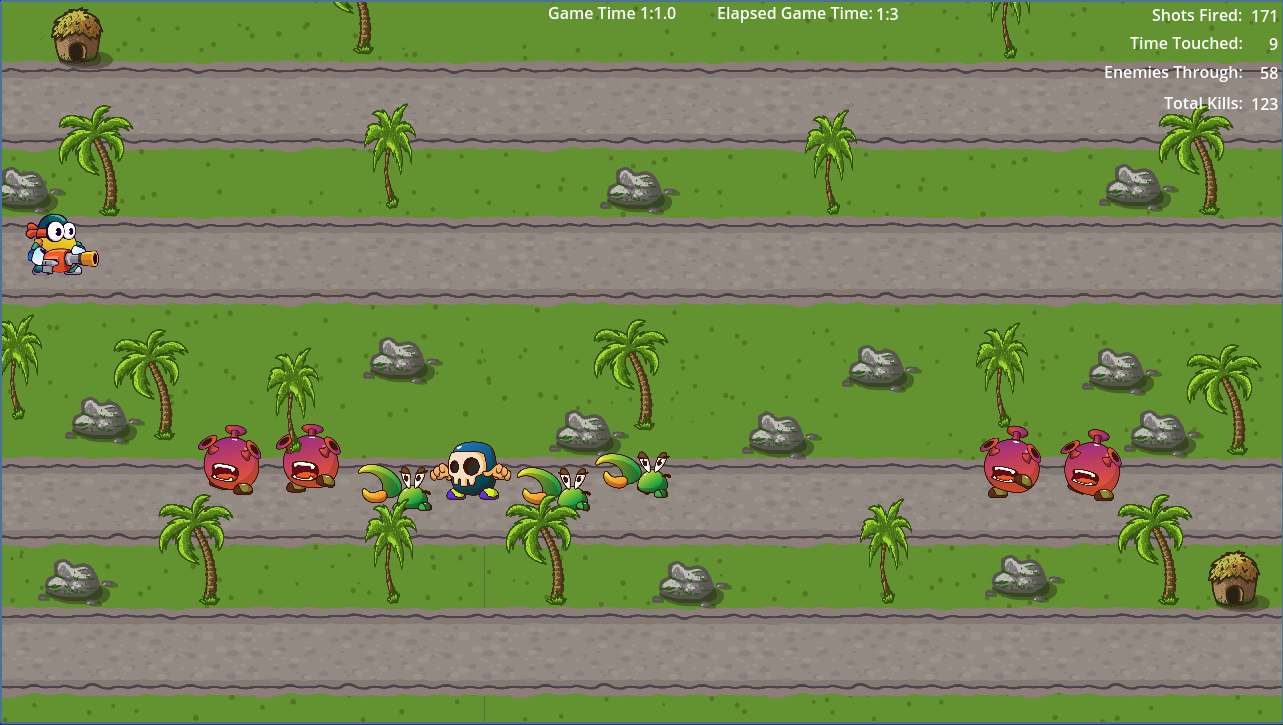 Game Time 1:1.0 Elapsed Game Time: 1:3
Shots Fired: 171
Time Touched: 9
Enemies Through: 58
Total Kills: 123